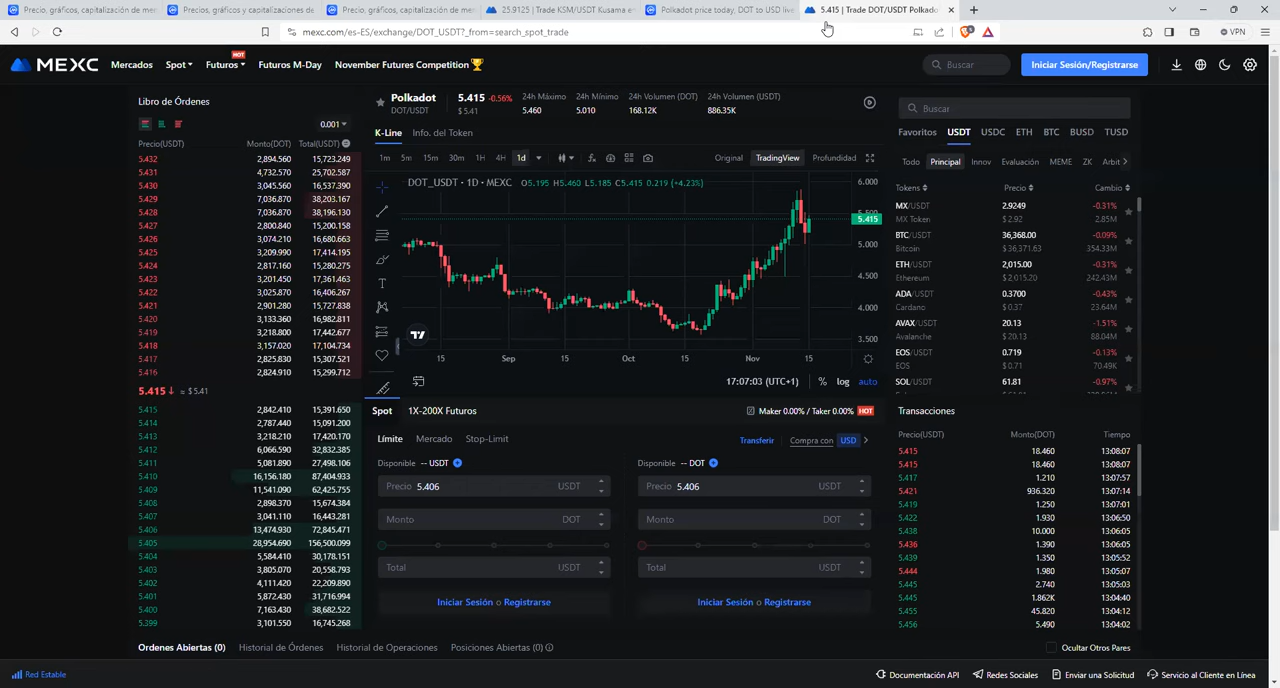 Precio, gráficos, capitalización de me
Precios, gráficos y capitalizaciones de
Precio, gráficos, capitalización de me
25.9125 | Trade KSM/USDT Kusama e
Polkadot price today, DOT to USD live
5.415 | Trade DOT/USDT Polkado
mexc.com/es-ES/exchange/DOT_USDT?_from=search_spot_trade
VPN
MEXC
Mercados
Spot
Futuros
HOT
Futuros M-Day
November Futures Competition
Buscar
Iniciar Sesión/Registrarse
Libro de Órdenes
0.001
Precio(USDT) Monto(DOT) Total(USDT)
5.432 2,894.560 15,723.249
5.431 4,732.570 25,702.587
5.430 3,045.560 16,537.390
5.429 7,036.870 38,203.167
5.428 7,036.870 38,196.130
5.427 2,800.840 15,200.158
5.426 3,074.210 16,680.663
5.425 3,209.990 17,414.195
5.424 2,817.160 15,280.275
5.423 3,201.450 17,361.463
5.422 3,025.870 16,406.267
5.421 2,901.280 15,727.838
5.420 3,133.360 16,982.811
5.419 3,218.800 17,442.677
5.418 3,157.020 17,104.734
5.417 2,825.830 15,307.521
5.416 2,824.910 15,299.712
5.415↓ ≈ $5.41
5.415 2,842.410 15,391.650
5.414 2,787.440 15,091.200
5.413 3,218.210 17,420.170
5.412 6,066.590 32,832.385
5.411 5,081.890 27,498.106
5.410 16,156.180 87,404.933
5.409 11,541.090 62,425.755
5.408 2,898.370 15,674.384
5.407 3,041.110 16,443.281
5.406 13,474.930 72,845.471
5.405 28,954.690 156,500.099
5.404 5,584.410 30,178.151
5.403 3,805.070 20,558.793
5.402 4,111.420 22,209.890
5.401 5,872.430 31,716.994
5.400 7,163.430 38,682.522
5.399 3,101.550 16,745.268
Polkadot
DOT/USDT
5.415 -0.56%
$ 5.41
24h Máximo
5.460
24h Mínimo
5.010
24h Volumen (DOT)
168.12K
24h Volumen (USDT)
886.35K
K-Line
Info. del Token
1m 5m 15m 30m 1H 4H 1d
Original TradingView Profundidad
DOT_USDT · 1D · MEXC O5.195 H5.460 L5.185 C5.415 0.219 (+4.23%)
6.000
5.500
5.415
5.000
4.500
4.000
3.500
15 Sep 15 Oct 15 Nov 15
17:07:03 (UTC+1) % log auto
Spot 1X-200X Futuros
Maker 0.00% / Taker 0.00% HOT
Límite Mercado Stop-Limit
Transferir Compra con USD
Disponible -- USDT
Precio 5.406 USDT
Monto DOT
Total USDT
Iniciar Sesión o Registrarse
Disponible -- DOT
Precio 5.406 USDT
Monto DOT
Total USDT
Iniciar Sesión o Registrarse
Buscar
Favoritos USDT USDC ETH BTC BUSD TUSD
Todo Principal Innov Evaluación MEME ZK Arbit
Tokens Precio Cambio
MX/USDT 2.9249 -0.31%
MX Token $ 2.92 2.85M
BTC/USDT 36,368.00 -0.09%
Bitcoin $ 36,371.63 354.33M
ETH/USDT 2,015.00 -0.31%
Ethereum $ 2,015.20 242.43M
ADA/USDT 0.3700 -0.43%
Cardano $ 0.37 23.64M
AVAX/USDT 20.13 -1.51%
Avalanche $ 20.13 88.04M
EOS/USDT 0.719 -0.13%
EOS $ 0.71 70.49K
SOL/USDT 61.81 -0.97%
Transacciones
Precio(USDT) Monto(DOT) Tiempo
5.415 18.460 13:08:07
5.415 18.460 13:08:07
5.417 1.210 13:07:57
5.421 936.320 13:07:14
5.419 1.250 13:07:01
5.422 1.930 13:06:50
5.438 10.000 13:06:05
5.436 1.390 13:06:05
5.439 1.350 13:05:52
5.444 1.980 13:05:04
5.445 2.740 13:05:03
5.445 1.862K 13:04:40
5.455 45.820 13:04:12
5.456 5.490 13:04:02
Ordenes Abiertas (0) Historial de Órdenes Historial de Operaciones Posiciones Abiertas (0)
Ocultar Otros Pares
Red Estable
Documentación API Redes Sociales Enviar una Solicitud Servicio al Cliente en Línea